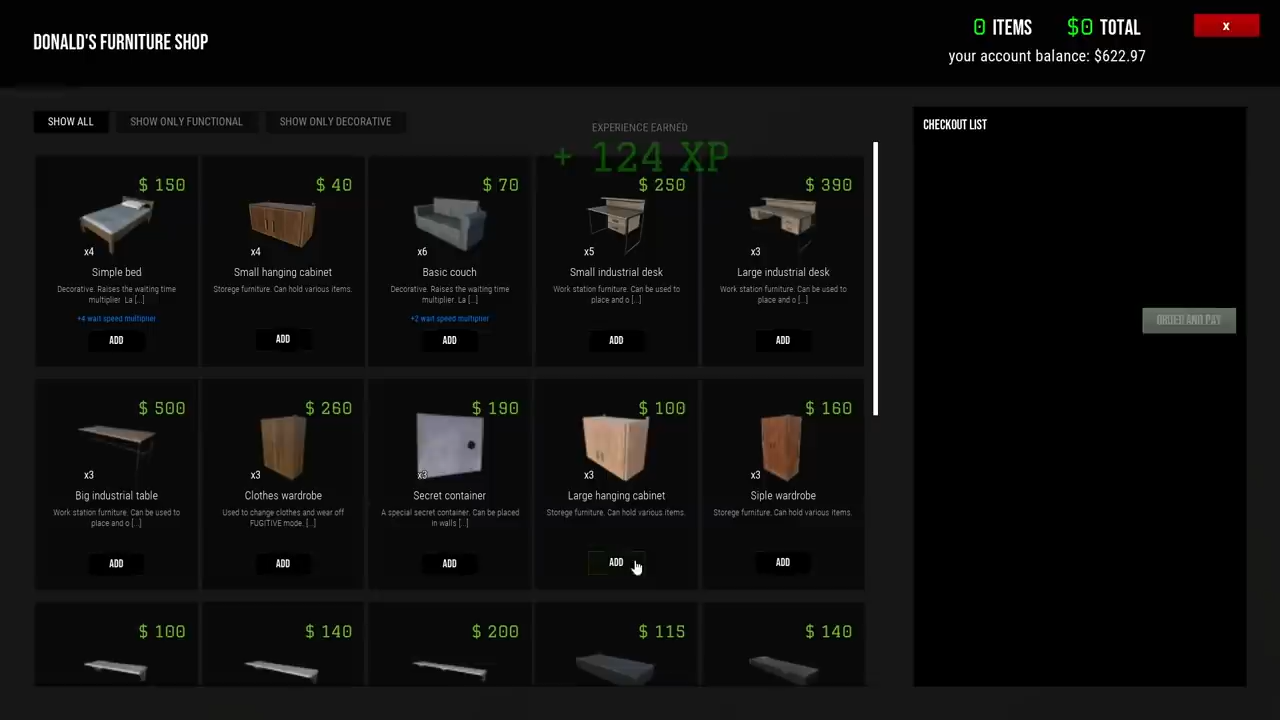 DONALD'S FURNITURE SHOP
0 ITEMS $0 TOTAL
X
your account balance: $622.97
SHOW ALL
SHOW ONLY FUNCTIONAL
SHOW ONLY DECORATIVE
EXPERIENCE EARNED
+ 124 XP
CHECKOUT LIST
ORDER AND PAY
$ 150
x4
Simple bed
Decorative. Raises the waiting time
multiplier. La [...]
+4 wait speed multiplier
ADD
$ 40
x4
Small hanging cabinet
Storege furniture. Can hold various items.
ADD
$ 70
x6
Basic couch
Decorative. Raises the waiting time
multiplier. La [...]
+2 wait speed multiplier
ADD
$ 250
x5
Small industrial desk
Work station furniture. Can be used to
place and o [...]
ADD
$ 390
x3
Large industrial desk
Work station furniture. Can be used to
place and o [...]
ADD
$ 500
x3
Big industrial table
Work station furniture. Can be used to
place and o [...]
ADD
$ 260
x3
Clothes wardrobe
Used to change clothes and wear off
FUGITIVE mode. [...]
ADD
$ 190
x3
Secret container
A special secret container. Can be placed
in walls [...]
ADD
$ 100
x3
Large hanging cabinet
Storege furniture. Can hold various items.
ADD
$ 160
x3
Siple wardrobe
Storege furniture. Can hold various items.
ADD
$ 100
$ 140
$ 200
$ 115
$ 140